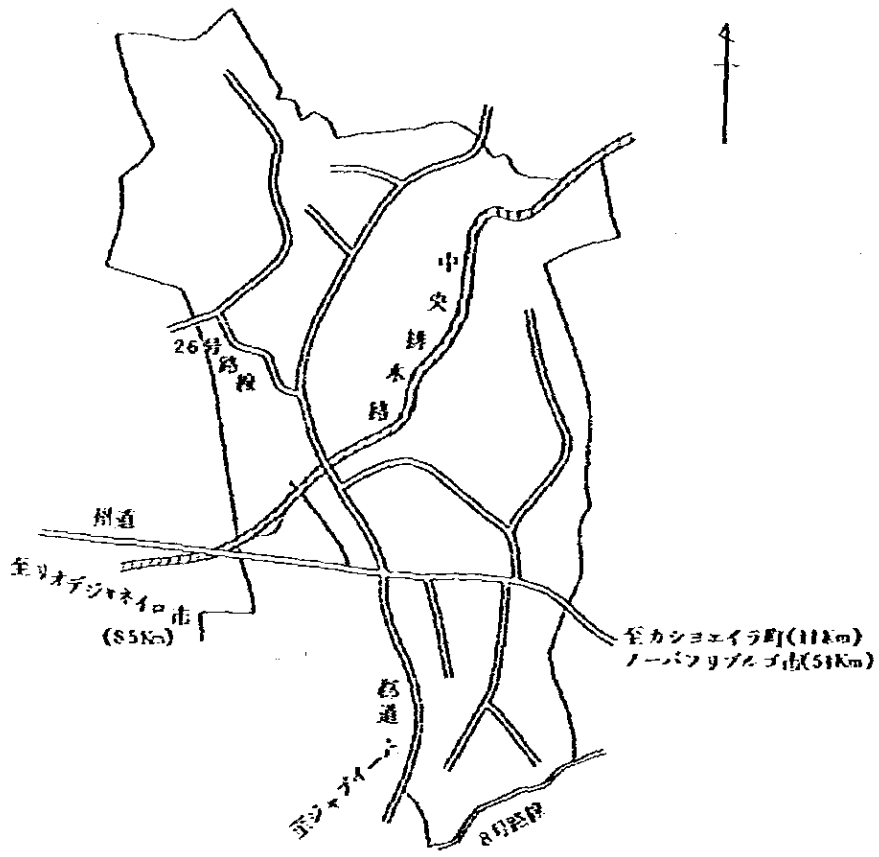 中央排水路
26号路線
州道
至リオデジャネイロ市
(85Km)
至カショエイラ町(11Km)
ノーバフリブルゴ市(51Km)
鉄道
至ジャプイーバ
8号路線